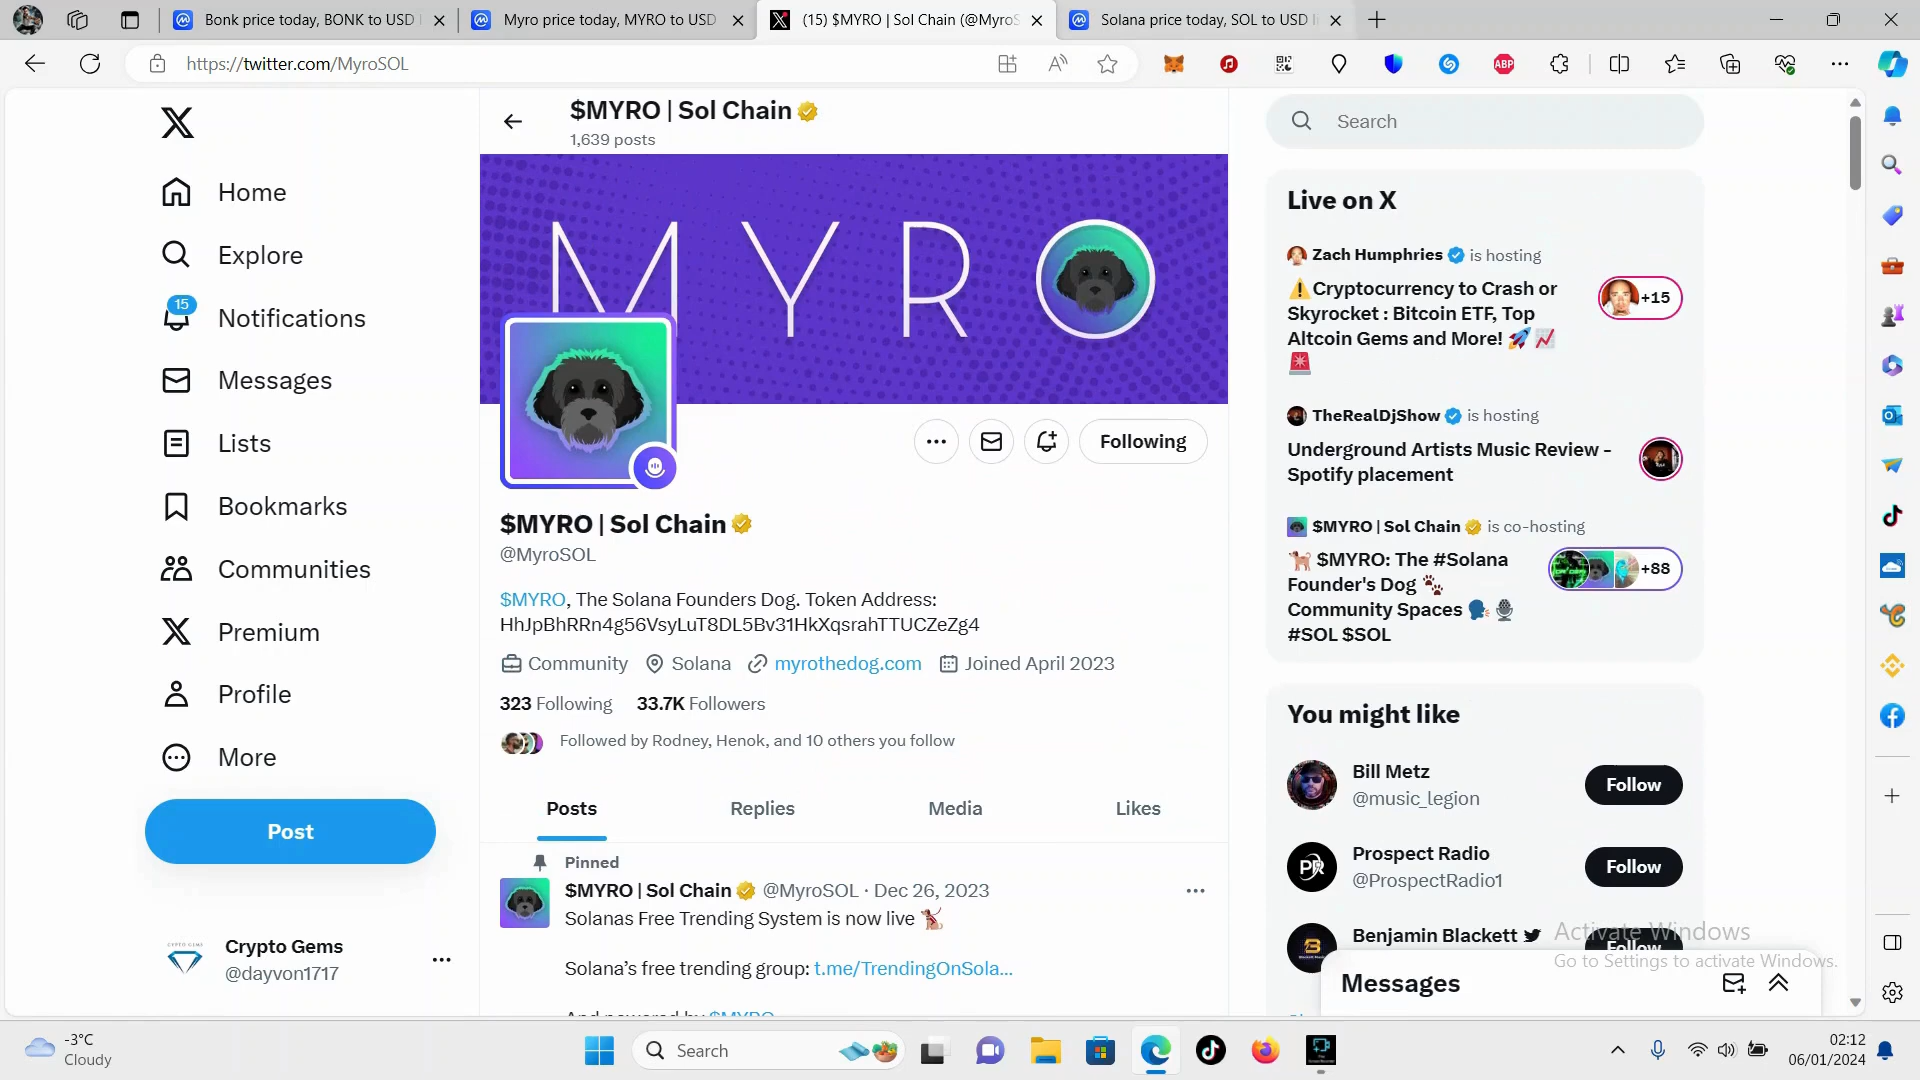 Bonk price today, BONK to USD l
Myro price today, MYRO to USD
(15) $MYRO | Sol Chain (@MyroS
Solana price today, SOL to USD li
https://twitter.com/MyroSOL
ABP
$MYRO | Sol Chain
1,639 posts
MYR
Home
Explore
15
Notifications
Messages
Lists
Bookmarks
Communities
Premium
Profile
More
Post
Crypto Gems
@dayvon1717
Following
$MYRO | Sol Chain
@MyroSOL
$MYRO, The Solana Founders Dog. Token Address:
HhJpBhRRn4g56VsyLuT8DL5Bv31HkXqsrahTTUCZeZg4
Community Solana myrothedog.com Joined April 2023
323 Following 33.7K Followers
Followed by Rodney, Henok, and 10 others you follow
Posts Replies Media Likes
Pinned
$MYRO | Sol Chain @MyroSOL · Dec 26, 2023
Solanas Free Trending System is now live
Solana’s free trending group: t.me/TrendingOnSola...
And powered by $MYRO
Search
Live on X
Zach Humphries is hosting
Cryptocurrency to Crash or
Skyrocket : Bitcoin ETF, Top
Altcoin Gems and More!
+15
TheRealDjShow is hosting
Underground Artists Music Review -
Spotify placement
$MYRO | Sol Chain is co-hosting
$MYRO: The #Solana
Founder's Dog
Community Spaces
#SOL $SOL
+88
You might like
Bill Metz
@music_legion
Follow
PR
Prospect Radio
@ProspectRadio1
Follow
Benjamin Blackett
Follow
Activate Windows
Go to Settings to activate Windows.
Messages
-3°C
Cloudy
Search
02:12
06/01/2024